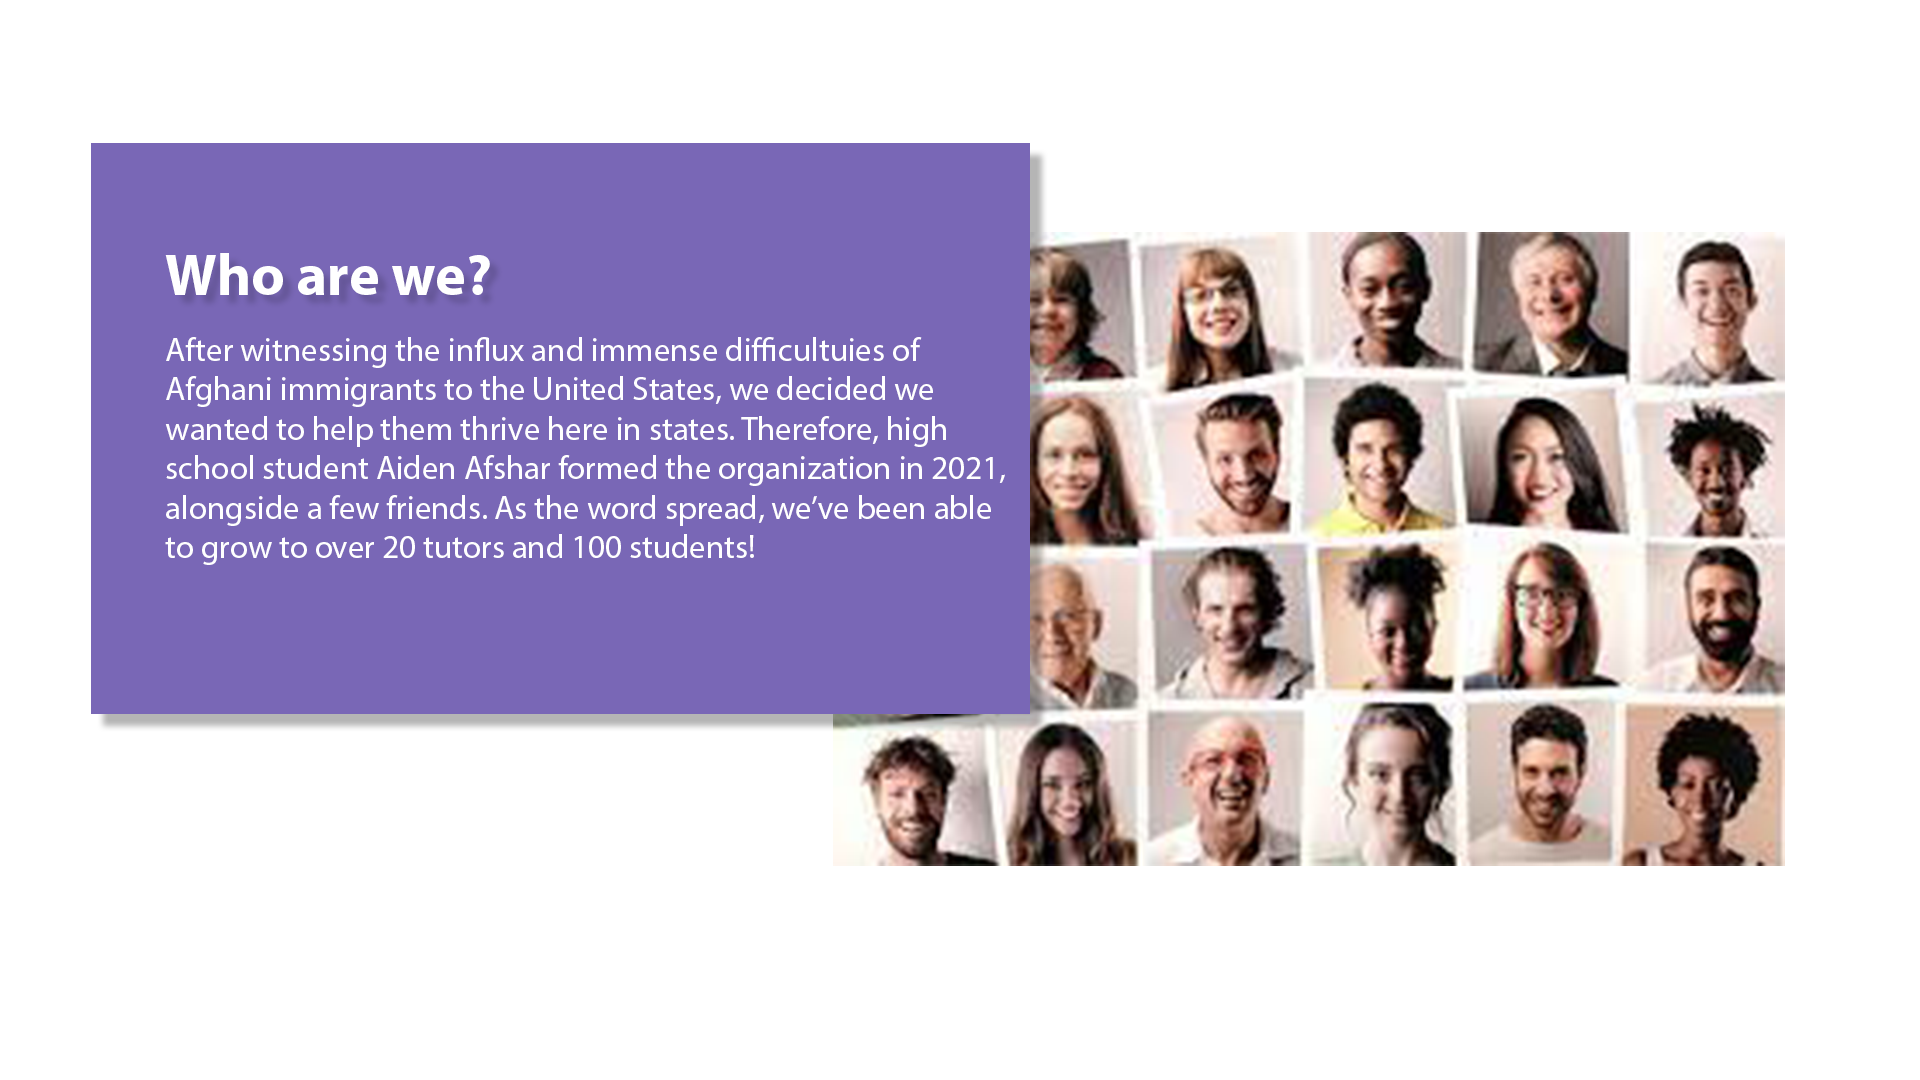 Who are we?
After witnessing the influx and immense difficultuies of
Afghani immigrants to the United States, we decided we
wanted to help them thrive here in states. Therefore, high
school student Aiden Afshar formed the organization in 2021,
alongside a few friends. As the word spread, we’ve been able
to grow to over 20 tutors and 100 students!